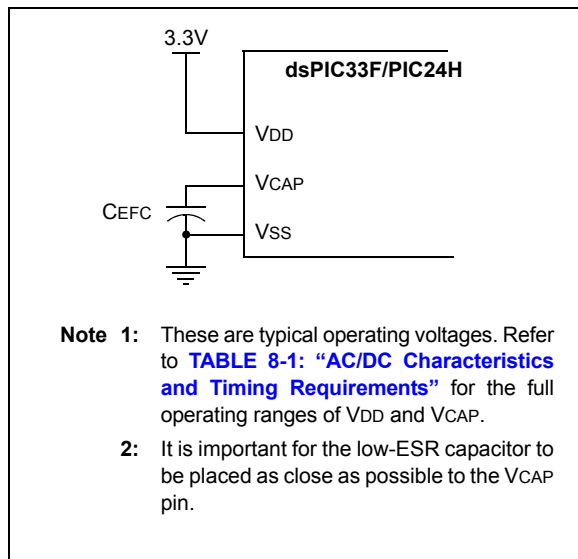 3.3V
dsPIC33F/PIC24H
VDD
VCAP
CEFC
VSS
Note 1: These are typical operating voltages. Refer
to TABLE 8-1: “AC/DC Characteristics
and Timing Requirements” for the full
operating ranges of VDD and VCAP.
2: It is important for the low-ESR capacitor to
be placed as close as possible to the VCAP
pin.